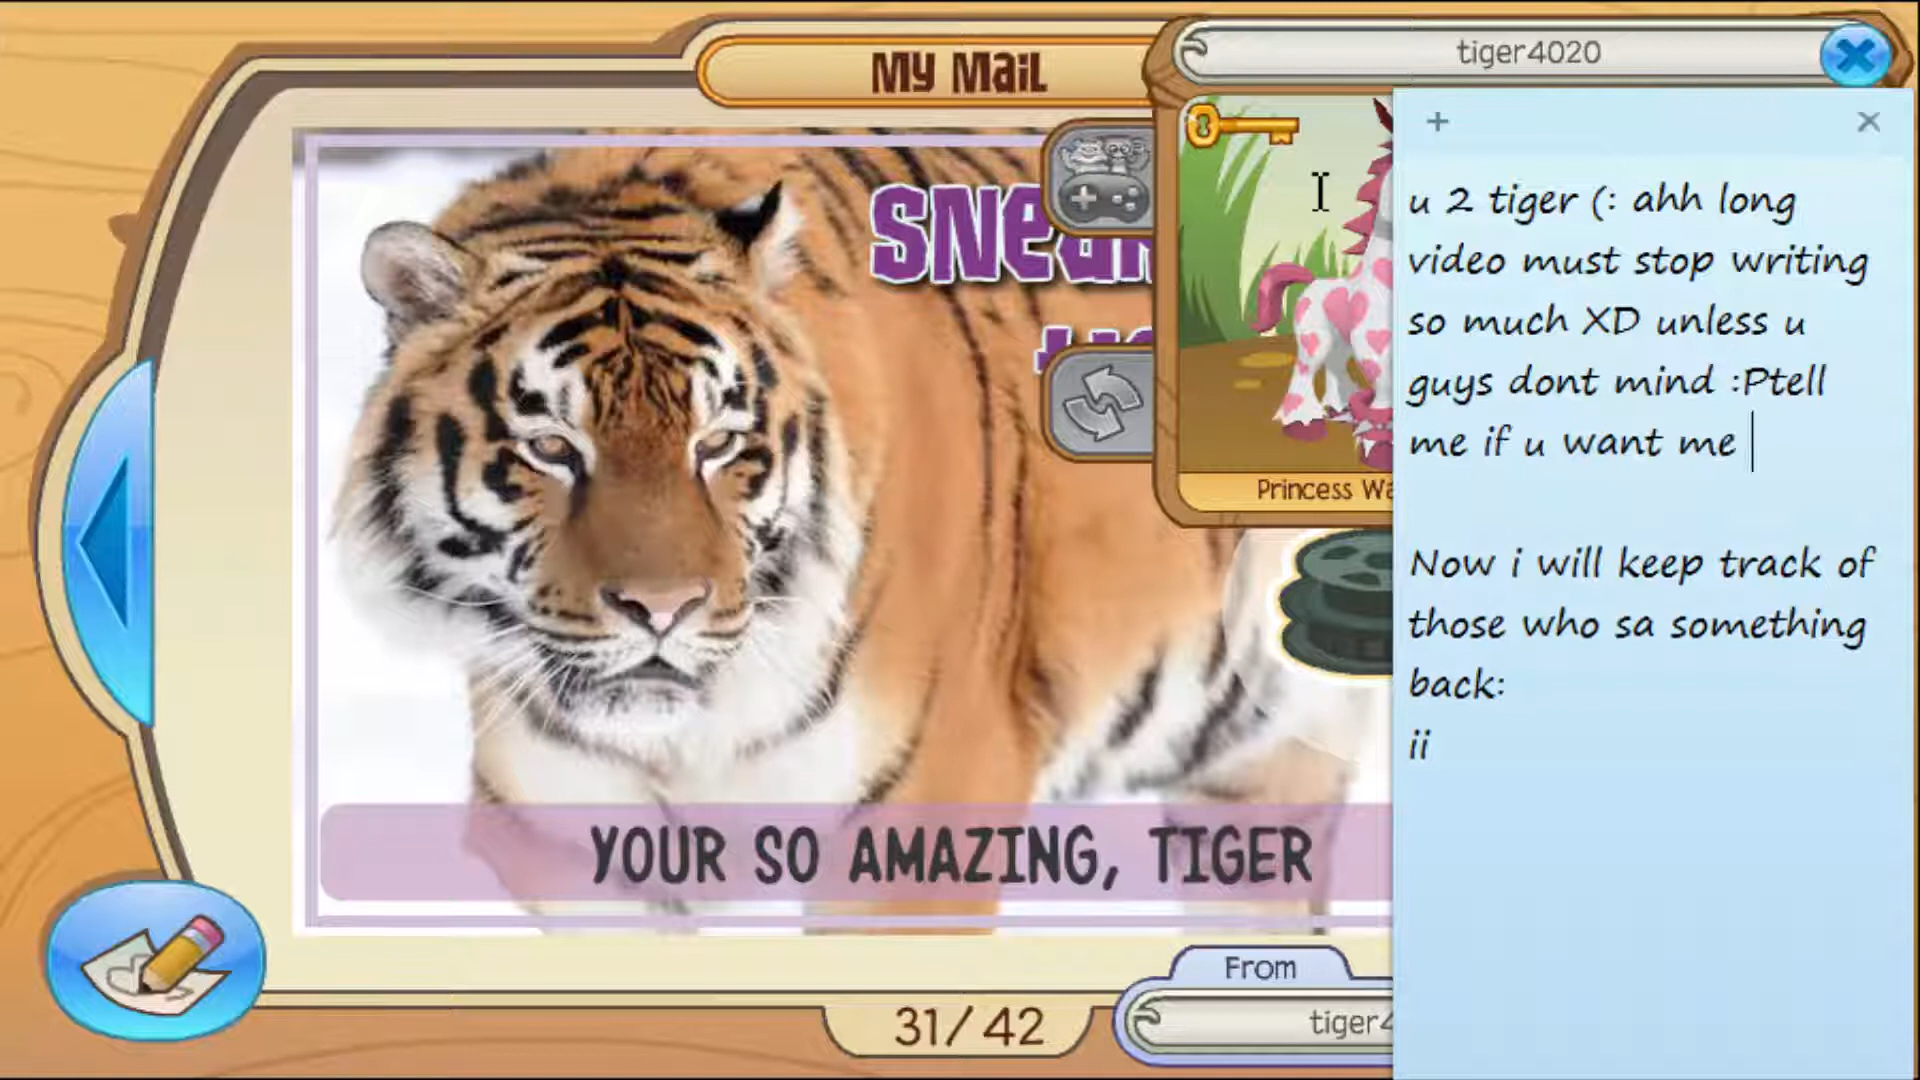 My Mail
tiger4020
u 2 tiger (: ahh long
video must stop writing
so much XD unless u
guys dont mind :Ptell
me if u want me
Princess
Now i will keep track of
those who sa something
back:
ii
YOUR SO AMAZING, TIGER
From
31/42